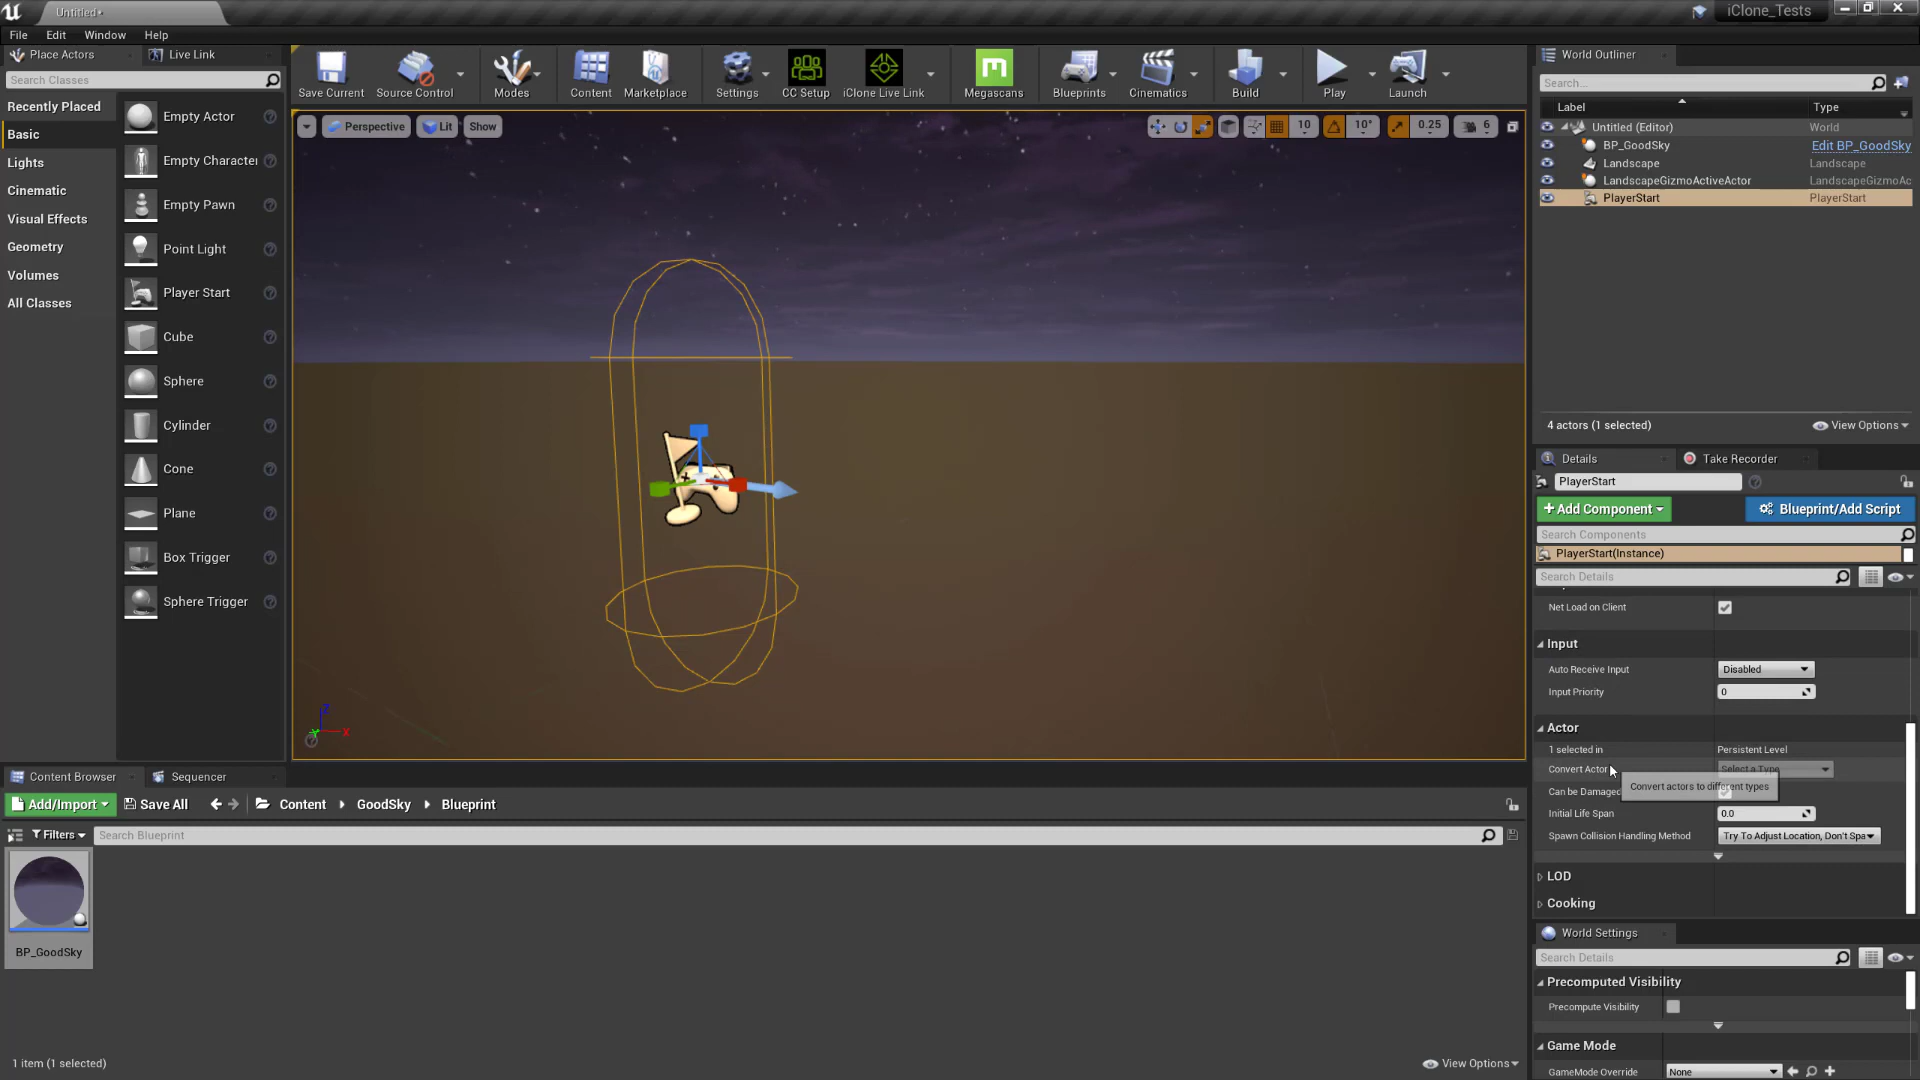 Untitled•
iClone_Tests
File Edit Window Help
Place Actors
Live Link
Search Classes
Recently Placed
Basic
Lights
Cinematic
Visual Effects
Geometry
Volumes
All Classes
Empty Actor
Empty Character
Empty Pawn
Point Light
Player Start
Cube
Sphere
Cylinder
Cone
Plane
Box Trigger
Sphere Trigger
Save Current
Source Control
Modes
Content
Marketplace
Settings
CC Setup
iClone Live Link
Megascans
Blueprints
Cinematics
Build
Play
Launch
Perspective
Lit
Show
10
10°
0.25
6
Z
X
Y
World Outliner
Search...
Label Type
Untitled (Editor) World
BP_GoodSky Edit BP_GoodSky
Landscape Landscape
LandscapeGizmoActiveActor LandscapeGizmoAc
PlayerStart PlayerStart
4 actors (1 selected)
View Options
Details
Take Recorder
PlayerStart
+Add Component
Blueprint/Add Script
Search Components
PlayerStart(Instance)
Search Details
Net Load on Client
Input
Auto Receive Input Disabled
Input Priority 0
Actor
1 selected in Persistent Level
Convert Actor Select a Type
Convert actors to different types
Can be Damaged
Initial Life Span 0.0
Spawn Collision Handling Method Try To Adjust Location, Don't Spa
LOD
Cooking
World Settings
Search Details
Precomputed Visibility
Precompute Visibility
Game Mode
GameMode Override None
Content Browser
Sequencer
Add/Import
Save All
Content
GoodSky
Blueprint
Filters
Search Blueprint
BP_GoodSky
1 item (1 selected)
View Options